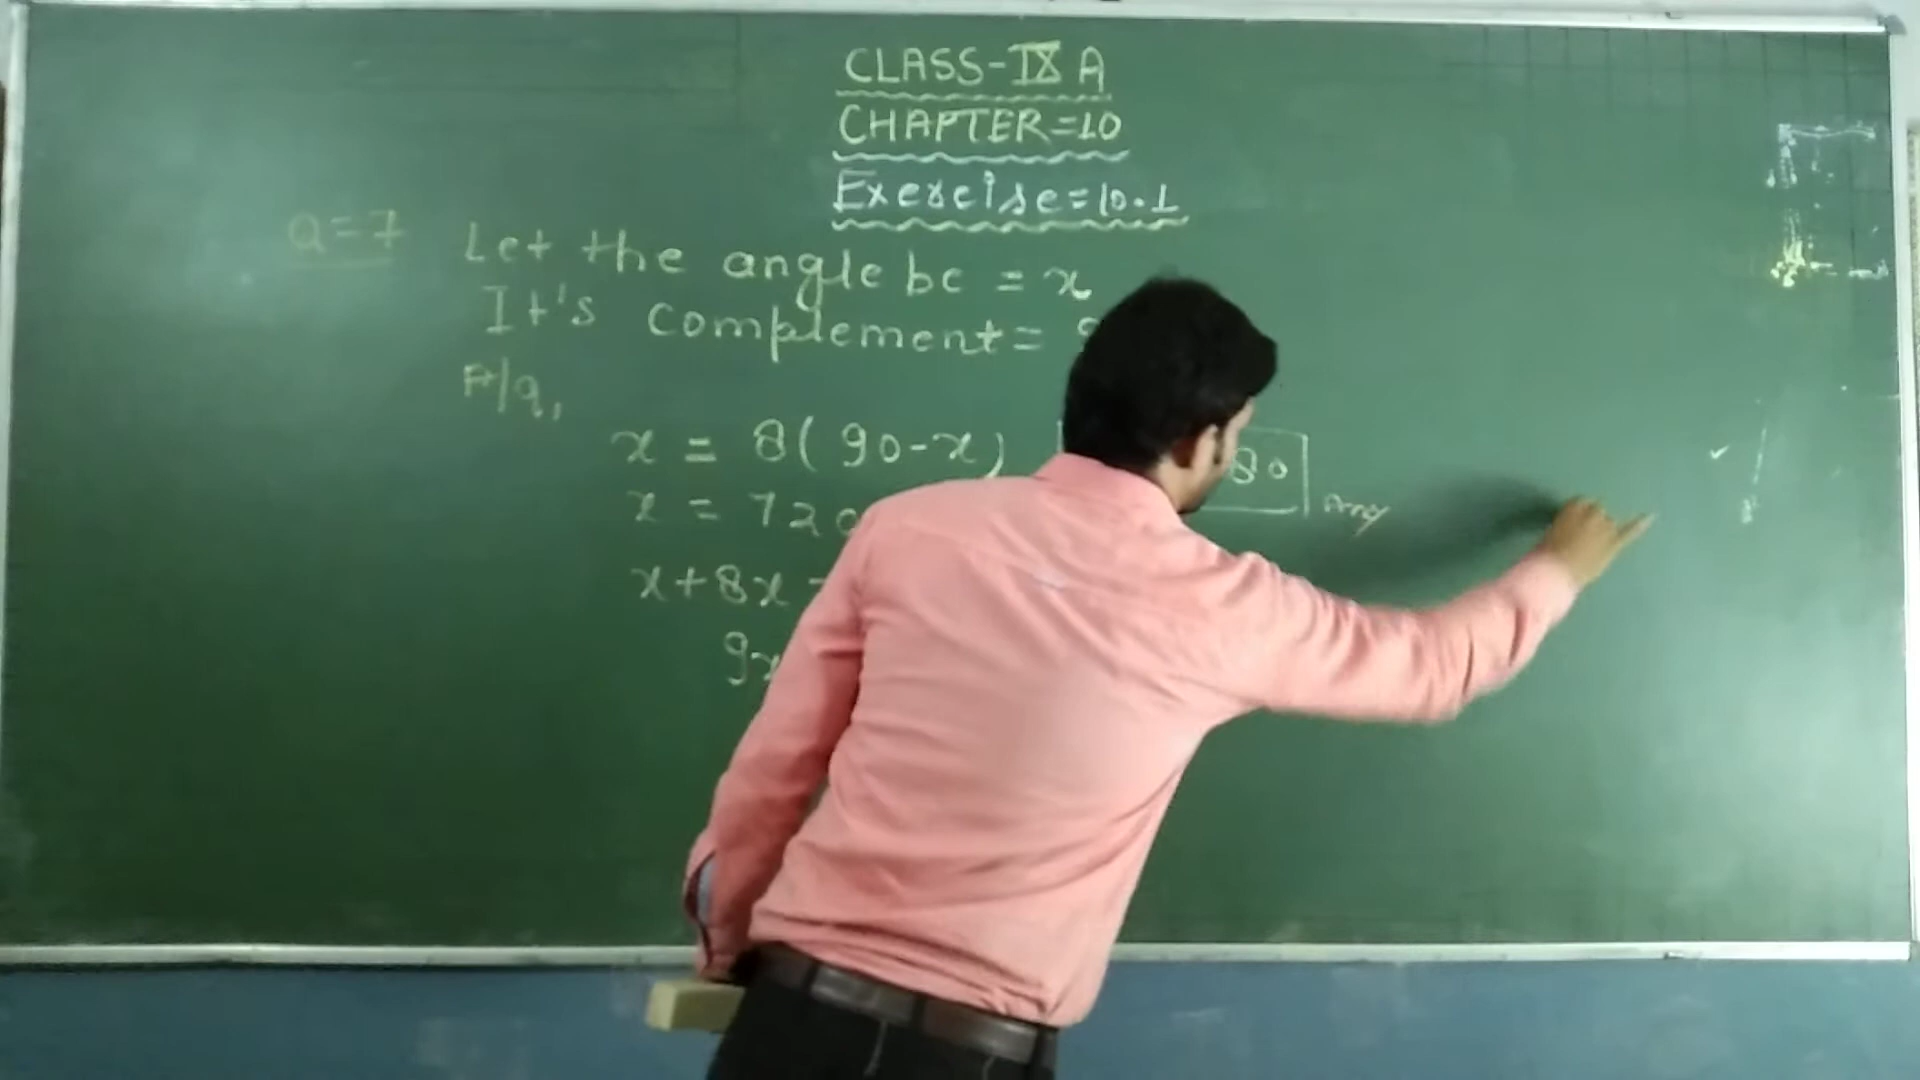 CLASS-IX A
CHAPTER=10
Exercise=10.1
Q=7 Let the angle be = x
It's complement=
A/q,
x = 8(90-x)
x = 720
x+8x
9x
80
Ans